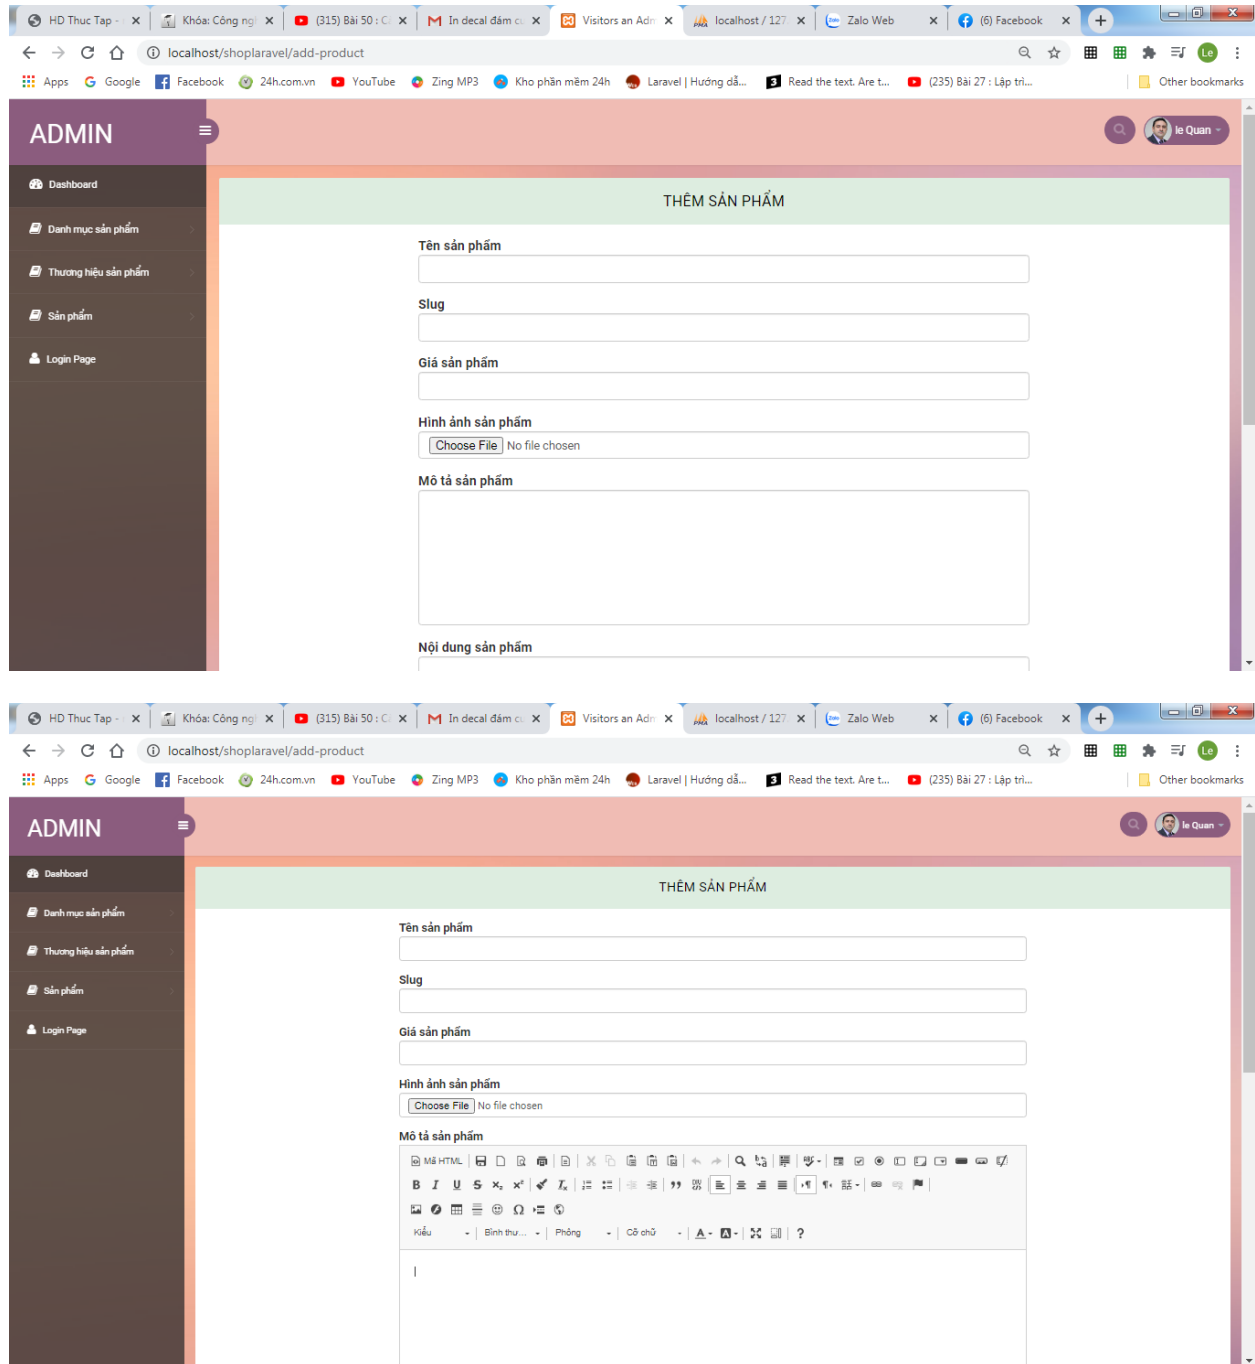 HD Thuc Tap - Khóa: Công ng (315) Bài 50 : C In decal đám c Visitors an Adm localhost / 127. Zalo Web (6) Facebook
localhost/shoplaravel/add-product
Apps Google Facebook 24h.com.vn YouTube Zing MP3 Kho phần mềm 24h Laravel | Hướng dẫ... Read the text. Are t... (235) Bài 27 : Lập trì... Other bookmarks
ADMIN
le Quan
Dashboard
THÊM SẢN PHẨM
Danh mục sản phẩm
Thương hiệu sản phẩm
Sản phẩm
Login Page
Tên sản phẩm
Slug
Giá sản phẩm
Hình ảnh sản phẩm
Choose File No file chosen
Mô tả sản phẩm
Nội dung sản phẩm
HD Thuc Tap - Khóa: Công ng (315) Bài 50 : C In decal đám c Visitors an Adm localhost / 127. Zalo Web (6) Facebook
localhost/shoplaravel/add-product
Apps Google Facebook 24h.com.vn YouTube Zing MP3 Kho phần mềm 24h Laravel | Hướng dẫ... Read the text. Are t... (235) Bài 27 : Lập trì... Other bookmarks
ADMIN
le Quan
Dashboard
THÊM SẢN PHẨM
Danh mục sản phẩm
Thương hiệu sản phẩm
Sản phẩm
Login Page
Tên sản phẩm
Slug
Giá sản phẩm
Hình ảnh sản phẩm
Choose File No file chosen
Mô tả sản phẩm
Mã HTML
Kiểu Bình thư... Phông Cỡ chữ